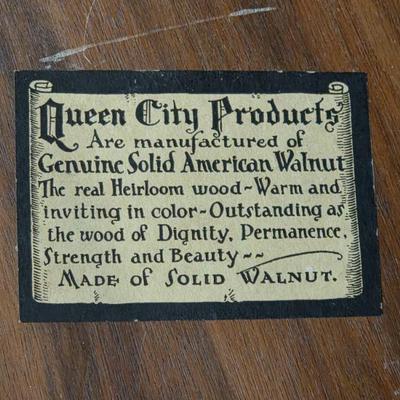 Queen City Products
Are manufactured of
Genuine Solid American Walnut
The real Heirloom wood~Warm and
inviting in color~Outstanding as
the wood of Dignity, Permanence,
Strength and Beauty~~
Made of Solid Walnut.